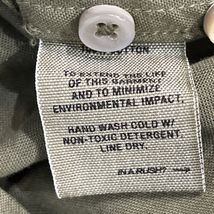 COTTON
TO EXTEND THE LIFE
OF THIS GARMENT
AND TO MINIMIZE
ENVIRONMENTAL IMPACT,
HAND WASH COLD W/
NON-TOXIC DETERGENT.
LINE DRY.
IN A RUSH?